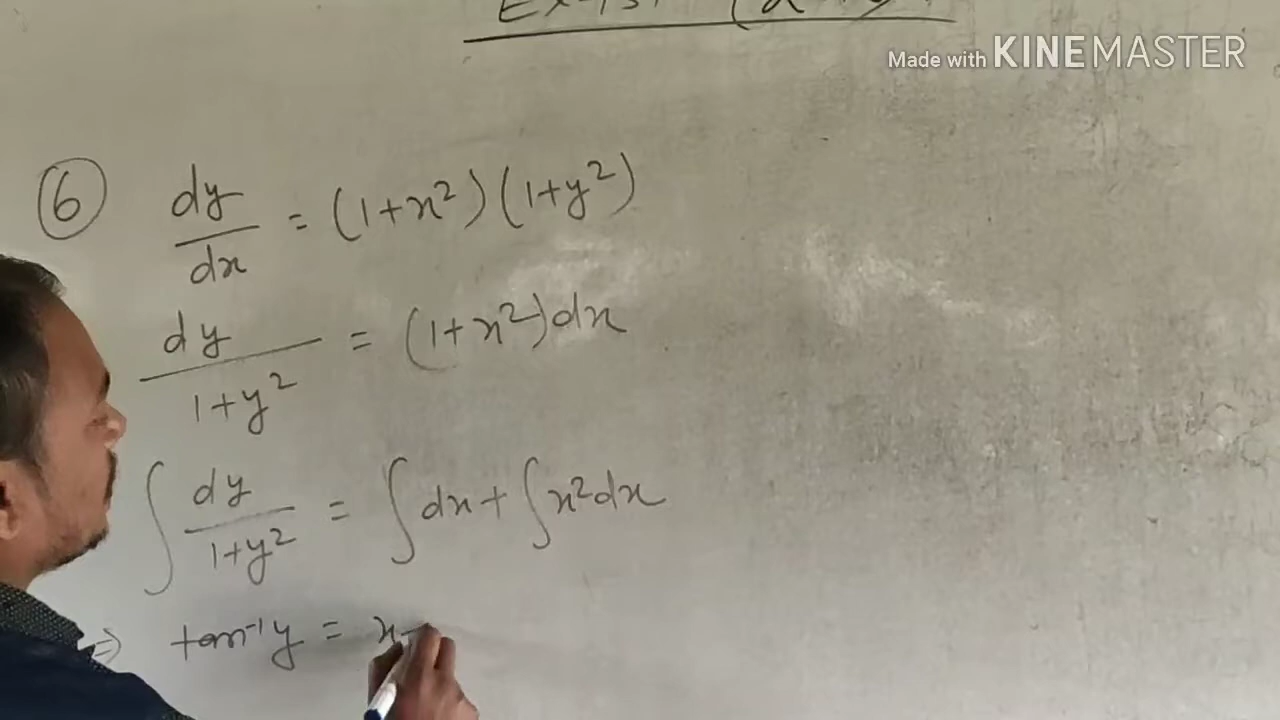 Made with KINEMASTER
⑥ dy/dx = (1+x²)(1+y²)
dy/(1+y²) = (1+x²)dx
∫ dy/(1+y²) = ∫dx + ∫x²dx
⇒ tan⁻¹y = x